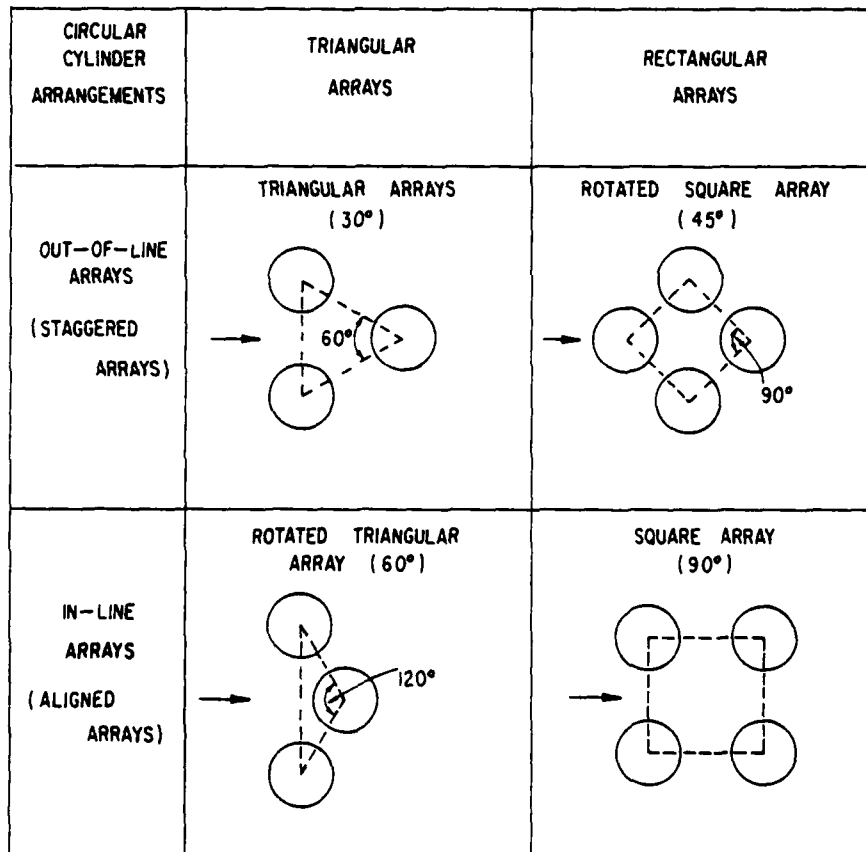 CIRCULAR
CYLINDER
ARRANGEMENTS
TRIANGULAR
ARRAYS
RECTANGULAR
ARRAYS
OUT-OF-LINE
ARRAYS
(STAGGERED
ARRAYS)
TRIANGULAR ARRAYS
(30°)
60°
ROTATED SQUARE ARRAY
(45°)
90°
IN-LINE
ARRAYS
(ALIGNED
ARRAYS)
ROTATED TRIANGULAR
ARRAY (60°)
120°
SQUARE ARRAY
(90°)